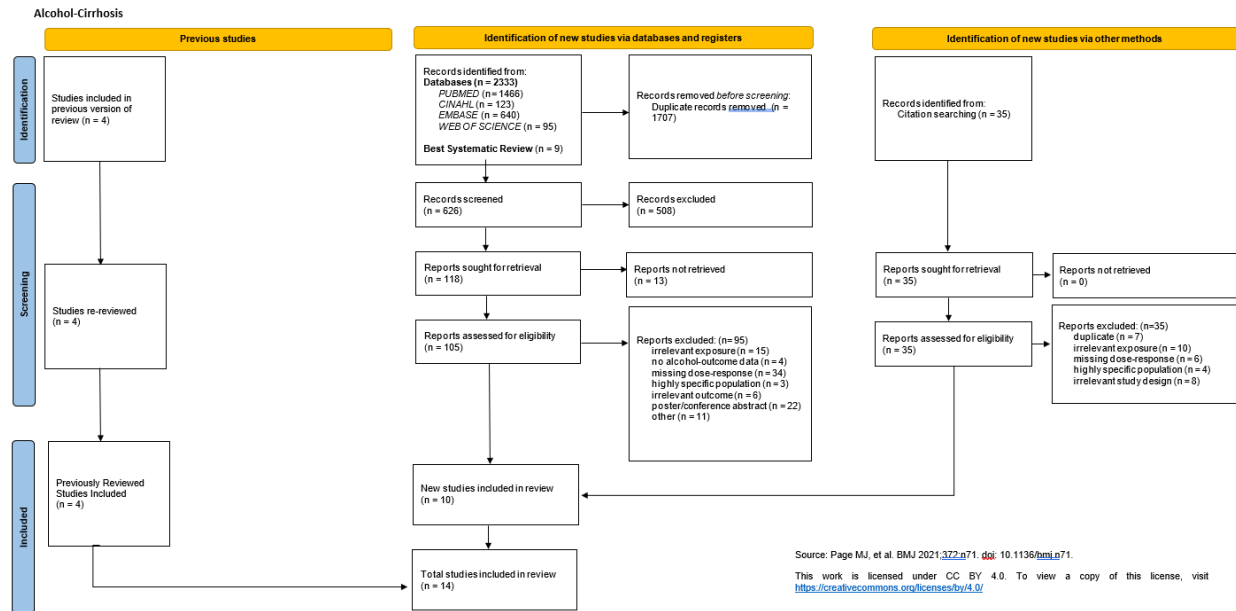 Alcohol-Cirrhosis
Previous studies
Identification of new studies via databases and registers
Identification of new studies via other methods
Identification
Studies included in
previous version of
review (n = 4)
Records identified from:
Databases (n = 2333)
PUBMED (n = 1466)
CINAHL (n = 123)
EMBASE (n = 640)
WEB OF SCIENCE (n = 95)
Best Systematic Review (n = 9)
Records removed before screening:
Duplicate records removed (n =
1707)
Records identified from:
Citation searching (n = 35)
Screening
Records screened
(n = 626)
Records excluded
(n = 508)
Reports sought for retrieval
(n = 118)
Reports not retrieved
(n = 13)
Reports sought for retrieval
(n = 35)
Reports not retrieved
(n = 0)
Studies re-reviewed
(n = 4)
Reports assessed for eligibility
(n = 105)
Reports excluded: (n= 95)
irrelevant exposure (n = 15)
no alcohol-outcome data (n = 4)
missing dose-response (n = 34)
highly specific population (n = 3)
irrelevant outcome (n = 6)
poster/conference abstract (n = 22)
other (n = 11)
Reports assessed for eligibility
(n = 35)
Reports excluded: (n=35)
duplicate (n = 7)
irrelevant exposure (n = 10)
missing dose-response (n = 6)
highly specific population (n = 4)
irrelevant study design (n = 8)
Included
Previously Reviewed
Studies Included
(n = 4)
New studies included in review
(n = 10)
Total studies included in review
(n = 14)
Source: Page MJ, et al. BMJ 2021;372:n71. doi: 10.1136/bmj.n71.
This work is licensed under CC BY 4.0. To view a copy of this license, visit
https://creativecommons.org/licenses/by/4.0/